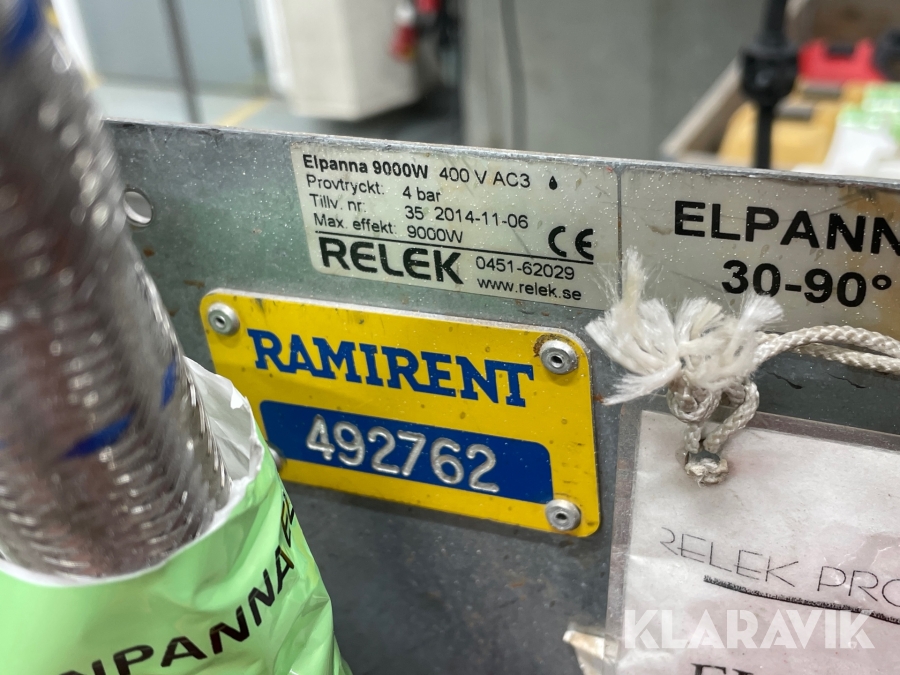 Elpanna 9000W 400 V AC3
Provtryckt: 4 bar
Tillv. nr: 35 2014-11-06
Max. effekt: 9000W
CE
RELEK 0451-62029
www.relek.se
ELPANN
30-90°
RAMIRENT
492762
RELEK PRO
NPANNA
KLARAVIK